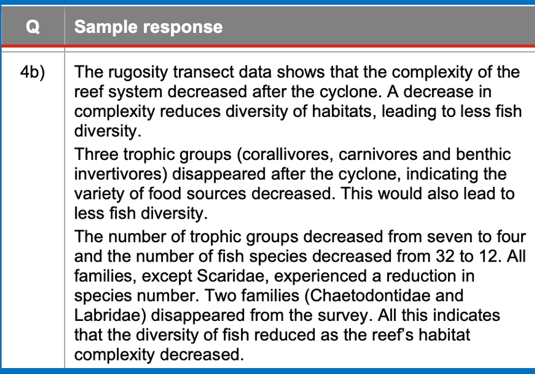 Q Sample response
4b) The rugosity transect data shows that the complexity of the
reef system decreased after the cyclone. A decrease in
complexity reduces diversity of habitats, leading to less fish
diversity.
Three trophic groups (corallivores, carnivores and benthic
invertivores) disappeared after the cyclone, indicating the
variety of food sources decreased. This would also lead to
less fish diversity.
The number of trophic groups decreased from seven to four
and the number of fish species decreased from 32 to 12. All
families, except Scaridae, experienced a reduction in
species number. Two families (Chaetodontidae and
Labridae) disappeared from the survey. All this indicates
that the diversity of fish reduced as the reef's habitat
complexity decreased.